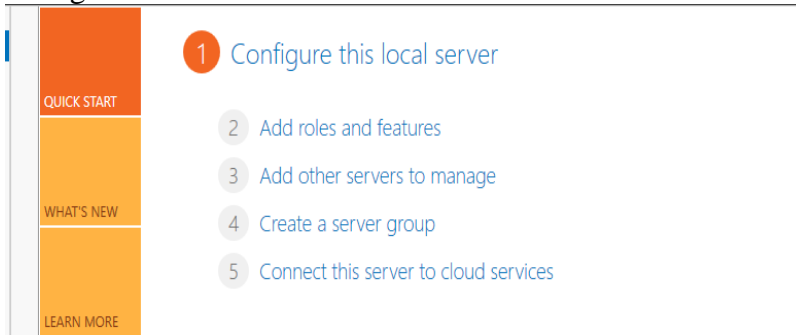 1 Configure this local server
QUICK START
2 Add roles and features
3 Add other servers to manage
WHAT'S NEW
4 Create a server group
5 Connect this server to cloud services
LEARN MORE